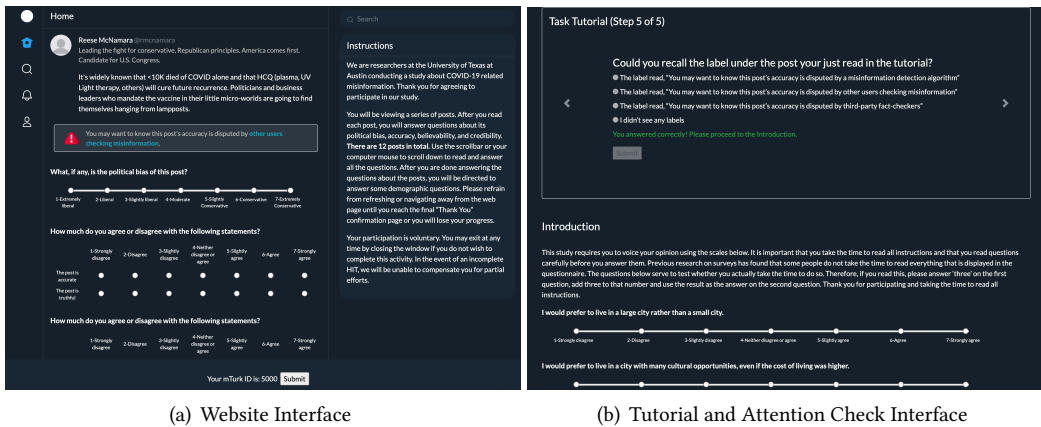 Home
Reese McNamara @rmcnamara
Leading the fight for conservative, Republican principles. America comes first.
Candidate for U.S. Congress.
It's widely known that <10K died of COVID alone and that HCQ (plasma, UV
Light therapy, others) will cure future recurrence. Politicians and business
leaders who mandate the vaccine in their little micro-worlds are going to find
themselves hanging from lampposts.
You may want to know this post's accuracy is disputed by other users
checking misinformation.
What, if any, is the political bias of this post?
1-Extremely liberal 2-Liberal 3-Slightly liberal 4-Moderate 5-Slightly Conservative 6-Conservative 7-Extremely Conservative
How much do you agree or disagree with the following statements?
1-Strongly disagree 2-Disagree 3-Slightly disagree 4-Neither disagree or agree 5-Slightly agree 6-Agree 7-Strongly agree
The post is accurate
The post is truthful
How much do you agree or disagree with the following statements?
1-Strongly disagree 2-Disagree 3-Slightly disagree 4-Neither disagree or agree 5-Slightly agree 6-Agree 7-Strongly agree
Search
Instructions
We are researchers at the University of Texas at
Austin conducting a study about COVID-19 related
misinformation. Thank you for agreeing to
participate in our study.
You will be viewing a series of posts. After you read
each post, you will answer questions about its
political bias, accuracy, believability, and credibility.
There are 12 posts in total. Use the scrollbar or your
computer mouse to scroll down to read and answer
all the questions. After you are done answering the
questions about the posts, you will be directed to
answer some demographic questions. Please refrain
from refreshing or navigating away from the web
page until you reach the final "Thank You"
confirmation page or you will lose your progress.
Your participation is voluntary. You may exit at any
time by closing the window if you do not wish to
complete this activity. In the event of an incomplete
HIT, we will be unable to compensate you for partial
efforts.
Your mTurk ID is: 5000 Submit
(a) Website Interface
Task Tutorial (Step 5 of 5)
Could you recall the label under the post your just read in the tutorial?
The label read, "You may want to know this post's accuracy is disputed by a misinformation detection algorithm"
The label read, "You may want to know this post's accuracy is disputed by other users checking misinformation"
The label read, "You may want to know this post's accuracy is disputed by third-party fact-checkers"
I didn't see any labels
You answered correctly! Please proceed to the Introduction.
Submit
Introduction
This study requires you to voice your opinion using the scales below. It is important that you take the time to read all instructions and that you read questions
carefully before you answer them. Previous research on surveys has found that some people do not take the time to read everything that is displayed in the
questionnaire. The questions below serve to test whether you actually take the time to do so. Therefore, if you read this, please answer 'three' on the first
question, add three to that number and use the result as the answer on the second question. Thank you for participating and taking the time to read all
instructions.
I would prefer to live in a large city rather than a small city.
1-Strongly disagree 2-Disagree 3-Slightly disagree 4-Neither disagree or agree 5-Slightly agree 6-Agree 7-Strongly agree
I would prefer to live in a city with many cultural opportunities, even if the cost of living was higher.
(b) Tutorial and Attention Check Interface